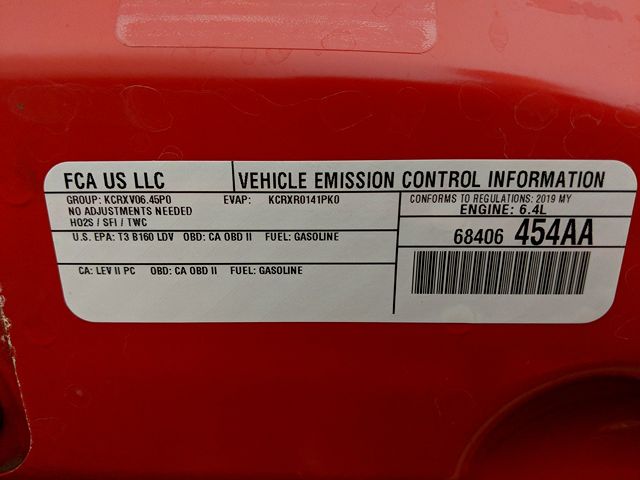 FCA US LLC
VEHICLE EMISSION CONTROL INFORMATION
GROUP: KCRXV06.45P0 EVAP: KCRXR0141PK0
NO ADJUSTMENTS NEEDED
HO2S / SFI / TWC
U.S. EPA: T3 B160 LDV OBD: CA OBD II FUEL: GASOLINE
CA: LEV II PC OBD: CA OBD II FUEL: GASOLINE
CONFORMS TO REGULATIONS: 2019 MY
ENGINE: 6.4L
68406 454AA